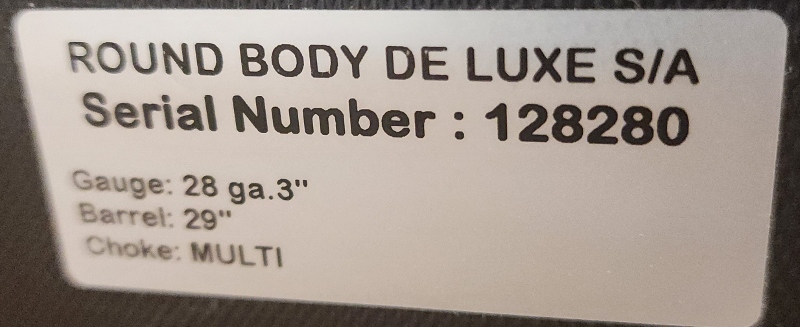 ROUND BODY DE LUXE S/A
Serial Number : 128280
Gauge: 28 ga.3"
Barrel: 29"
Choke: MULTI